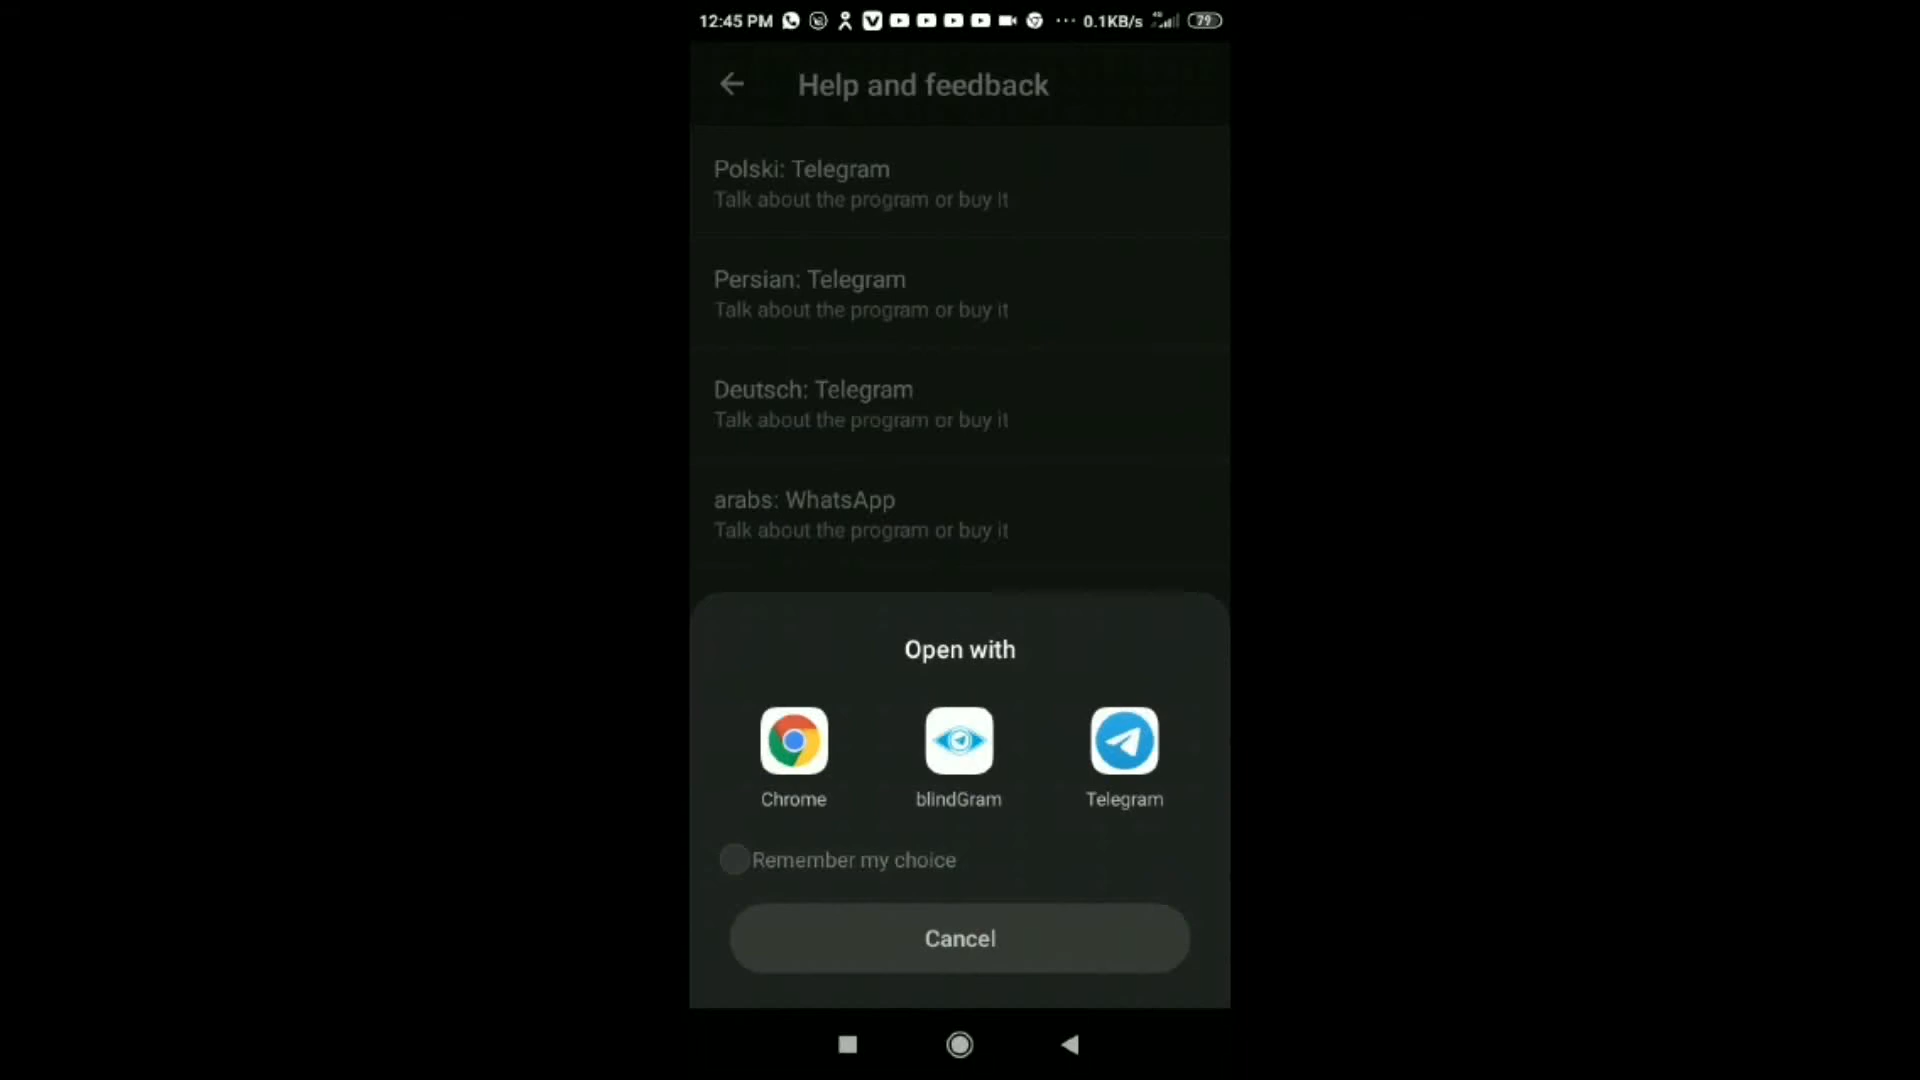 12:45 PM 0.1KB/s 4G 79
Help and feedback
Polski: Telegram
Talk about the program or buy it
Persian: Telegram
Talk about the program or buy it
Deutsch: Telegram
Talk about the program or buy it
arabs: WhatsApp
Talk about the program or buy it
Open with
Chrome blindGram Telegram
Remember my choice
Cancel